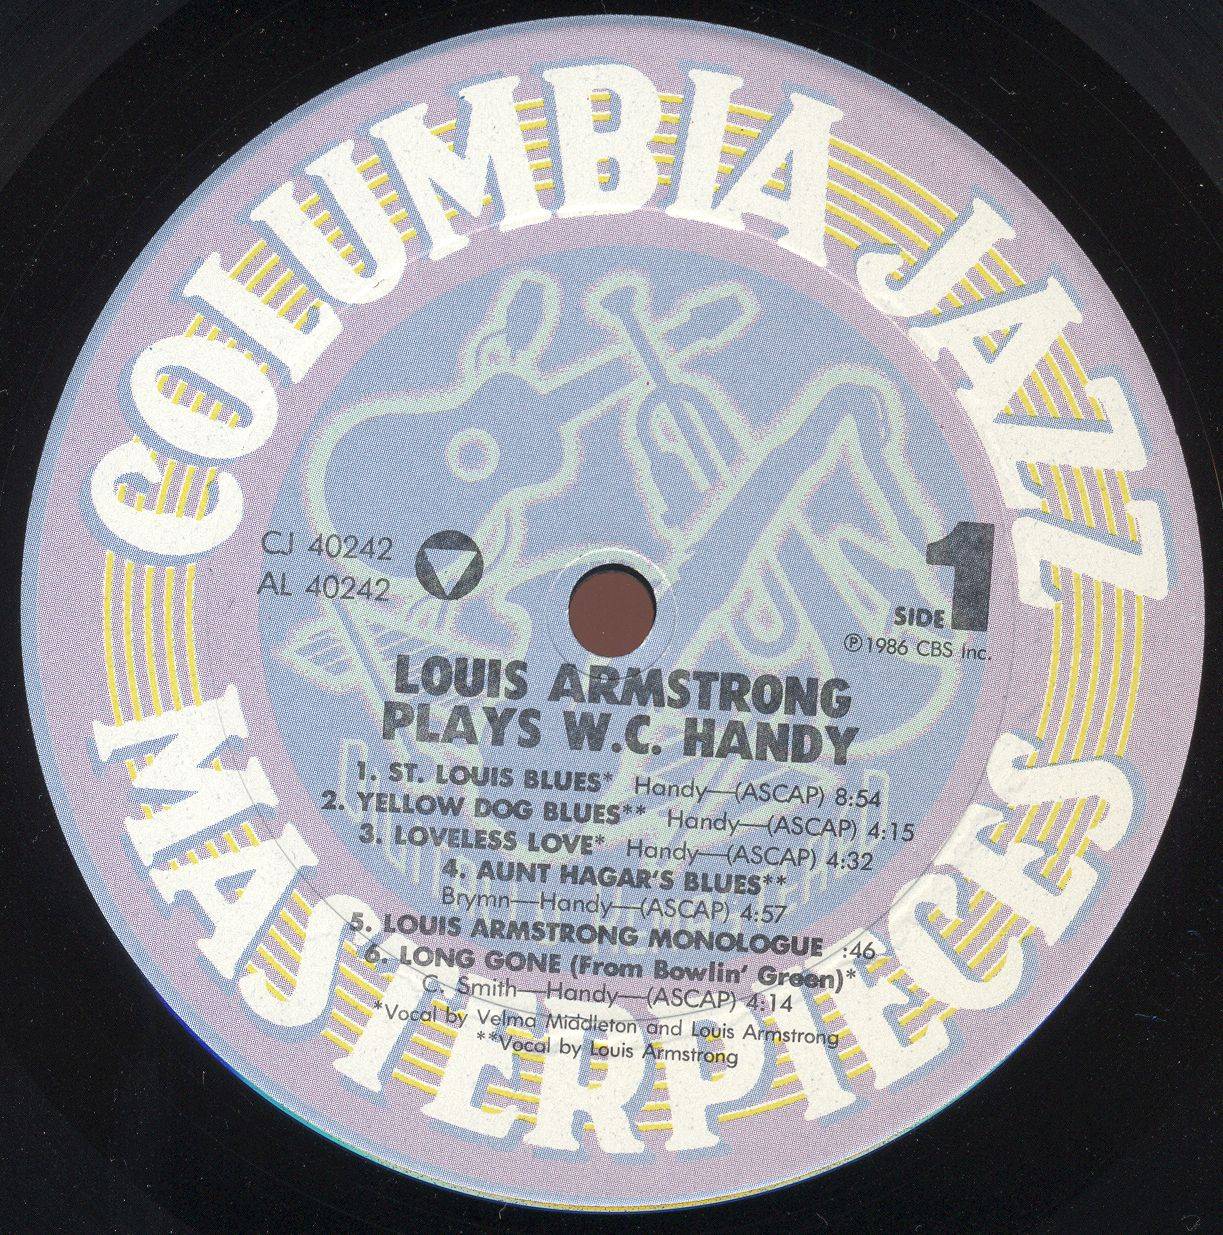 COLUMBIA JAZZ
MASTERPIECES
CJ 40242
AL 40242
1
SIDE
Ⓟ1986 CBS Inc.
LOUIS ARMSTRONG
PLAYS W.C. HANDY
1. ST. LOUIS BLUES* Handy—(ASCAP) 8:54
2. YELLOW DOG BLUES** Handy—(ASCAP) 4:15
3. LOVELESS LOVE* Handy—(ASCAP) 4:32
4. AUNT HAGAR'S BLUES**
Brymn—Handy—(ASCAP) 4:57
5. LOUIS ARMSTRONG MONOLOGUE :46
6. LONG GONE (From Bowlin' Green)*
C. Smith—Handy—(ASCAP) 4:14
*Vocal by Velma Middleton and Louis Armstrong
**Vocal by Louis Armstrong